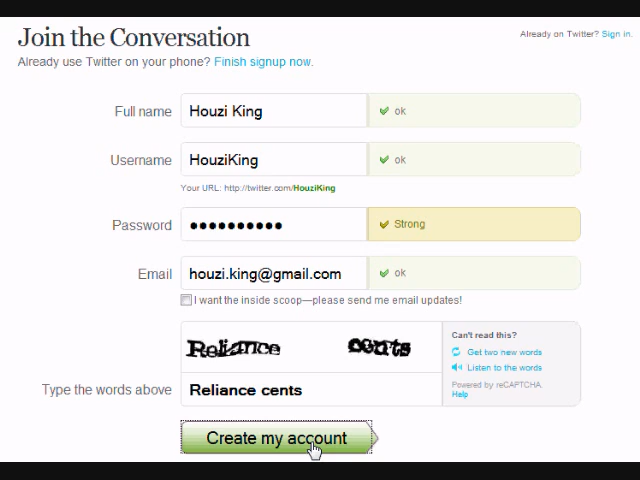 Join the Conversation
Already on Twitter? Sign in.
Already use Twitter on your phone? Finish signup now.
Full name Houzi King ok
Username HouziKing ok
Your URL: http://twitter.com/HouziKing
Password ●●●●●●●●●● Strong
Email houzi.king@gmail.com ok
I want the inside scoop—please send me email updates!
Reliance cents
Can't read this?
Get two new words
Listen to the words
Powered by reCAPTCHA.
Help
Type the words above Reliance cents
Create my account